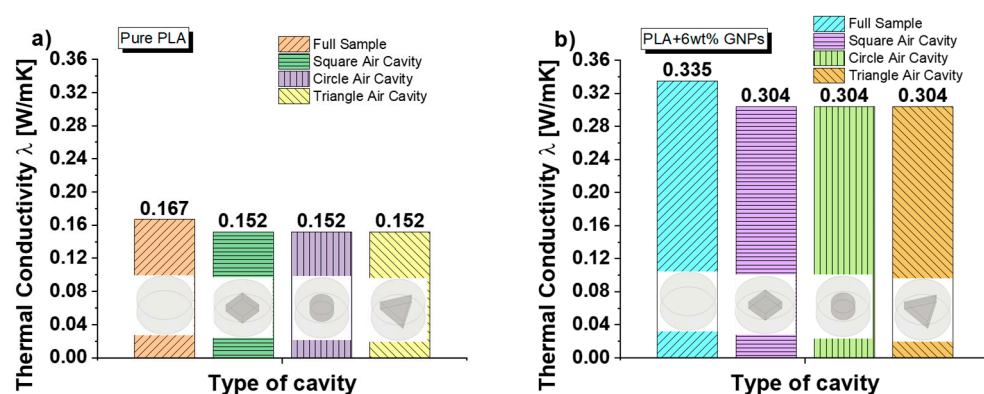 a)
Pure PLA
Full Sample
Square Air Cavity
Circle Air Cavity
Triangle Air Cavity
Thermal Conductivity λ [W/mK]
0.36
0.32
0.28
0.24
0.20
0.16
0.12
0.08
0.04
0.00
0.167
0.152
0.152
0.152
Type of cavity
b)
PLA+6wt% GNPs
Full Sample
Square Air Cavity
Circle Air Cavity
Triangle Air Cavity
Thermal Conductivity λ [W/mK]
0.36
0.32
0.28
0.24
0.20
0.16
0.12
0.08
0.04
0.00
0.335
0.304
0.304
0.304
Type of cavity